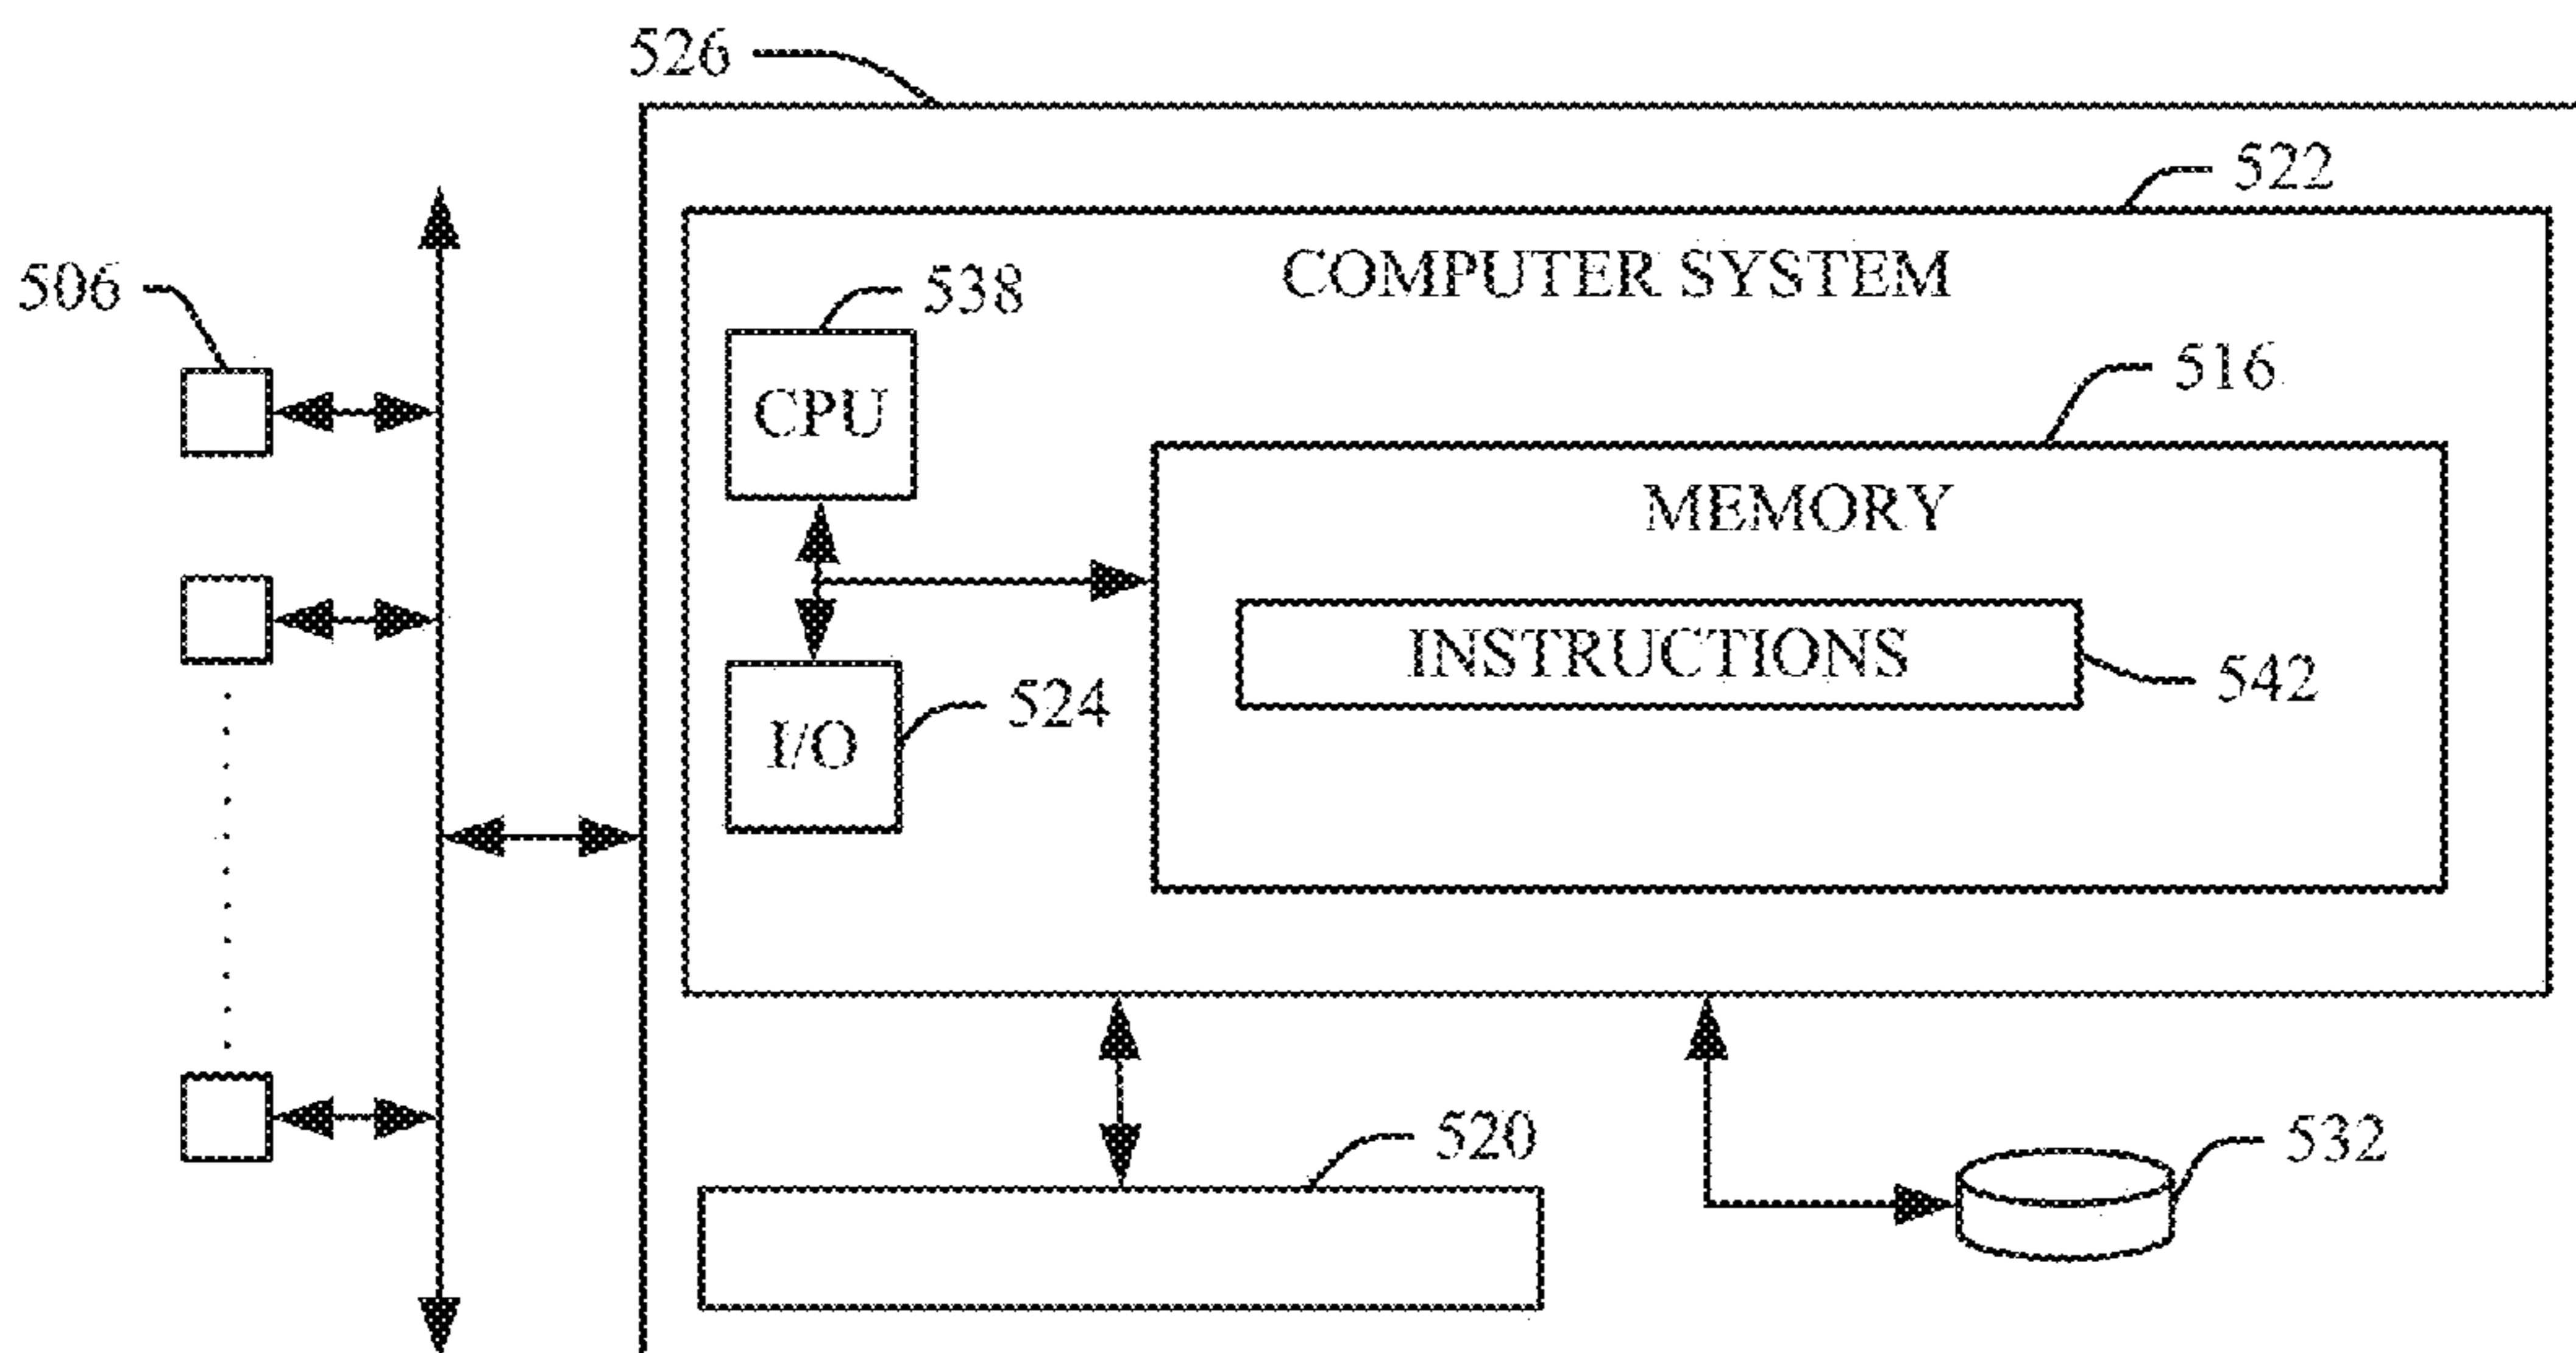 526
522
COMPUTER SYSTEM
506
538
516
CPU
MEMORY
INSTRUCTIONS
542
524
I/O
520
532